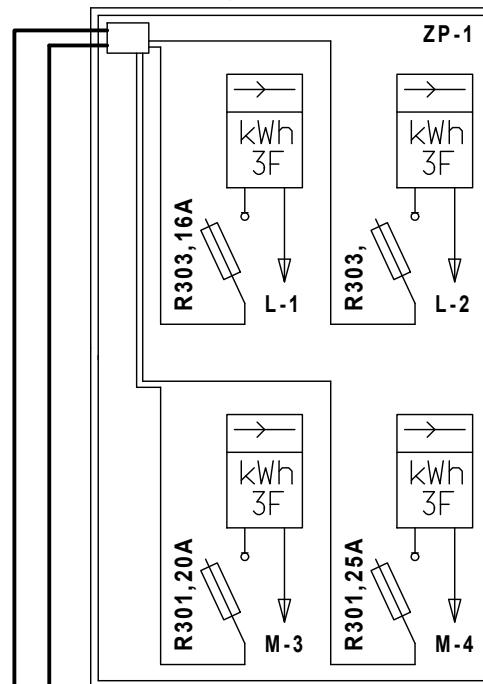 ZP-1
kWh
3F
kWh
3F
R303,16A
R303,
L-1
L-2
kWh
3F
kWh
3F
R301,20A
R301,25A
M-3
M-4